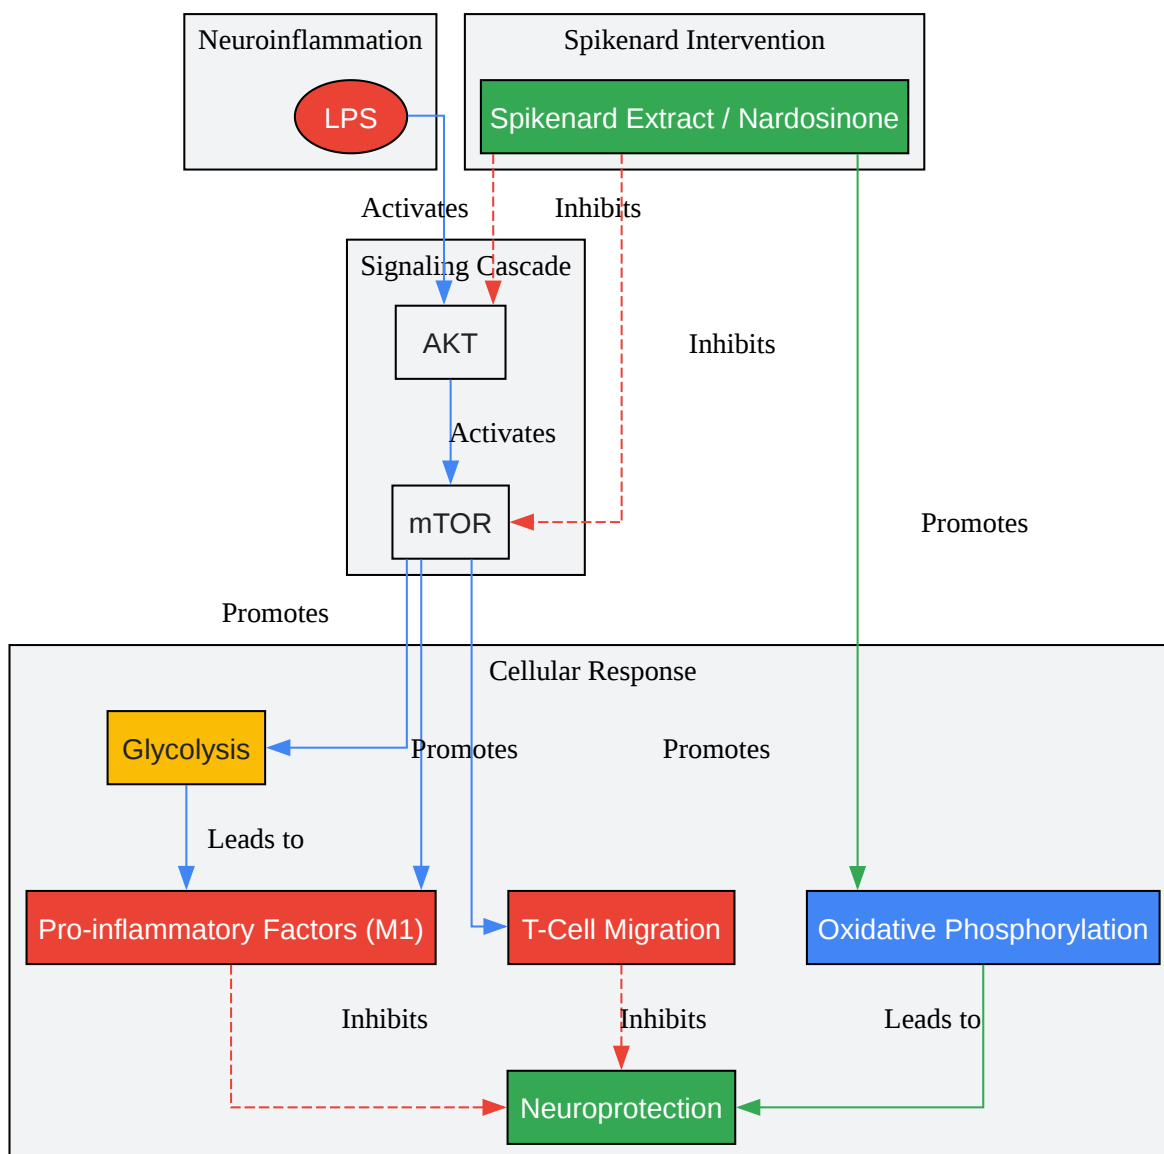 Neuroinflammation
Spikenard Intervention
LPS
Spikenard Extract / Nardosinone
Activates
Inhibits
Signaling Cascade
AKT
Inhibits
Activates
mTOR
Promotes
Promotes
Cellular Response
Glycolysis
Promotes
Promotes
Leads to
Pro-inflammatory Factors (M1)
T-Cell Migration
Oxidative Phosphorylation
Inhibits
Inhibits
Leads to
Neuroprotection